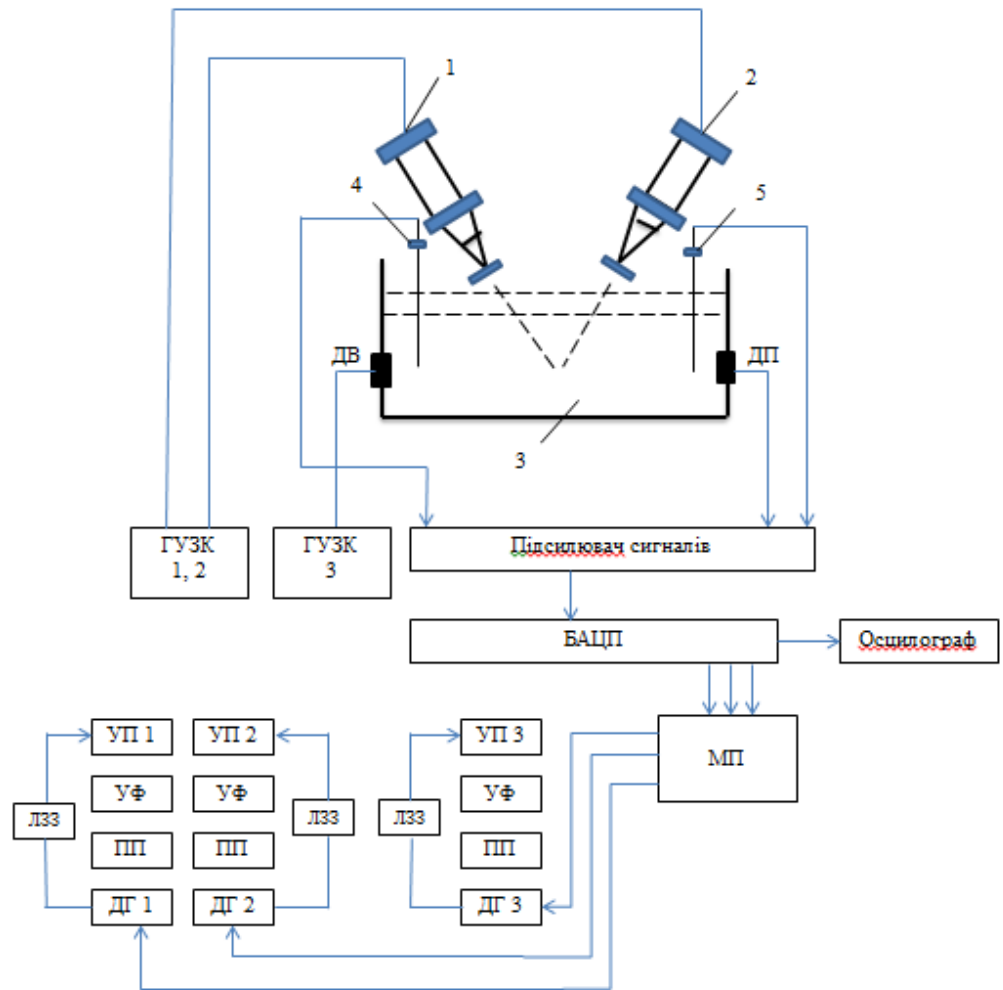 1
2
4
5
ДВ
ДП
3
ГУЗК
1, 2
ГУЗК
3
Підсилювач сигналів
БАЦП
Осцилограф
УП 1
УП 2
УП 3
МП
УФ
УФ
УФ
ЛЗЗ
ЛЗЗ
ЛЗЗ
ПП
ПП
ПП
ДГ 1
ДГ 2
ДГ 3